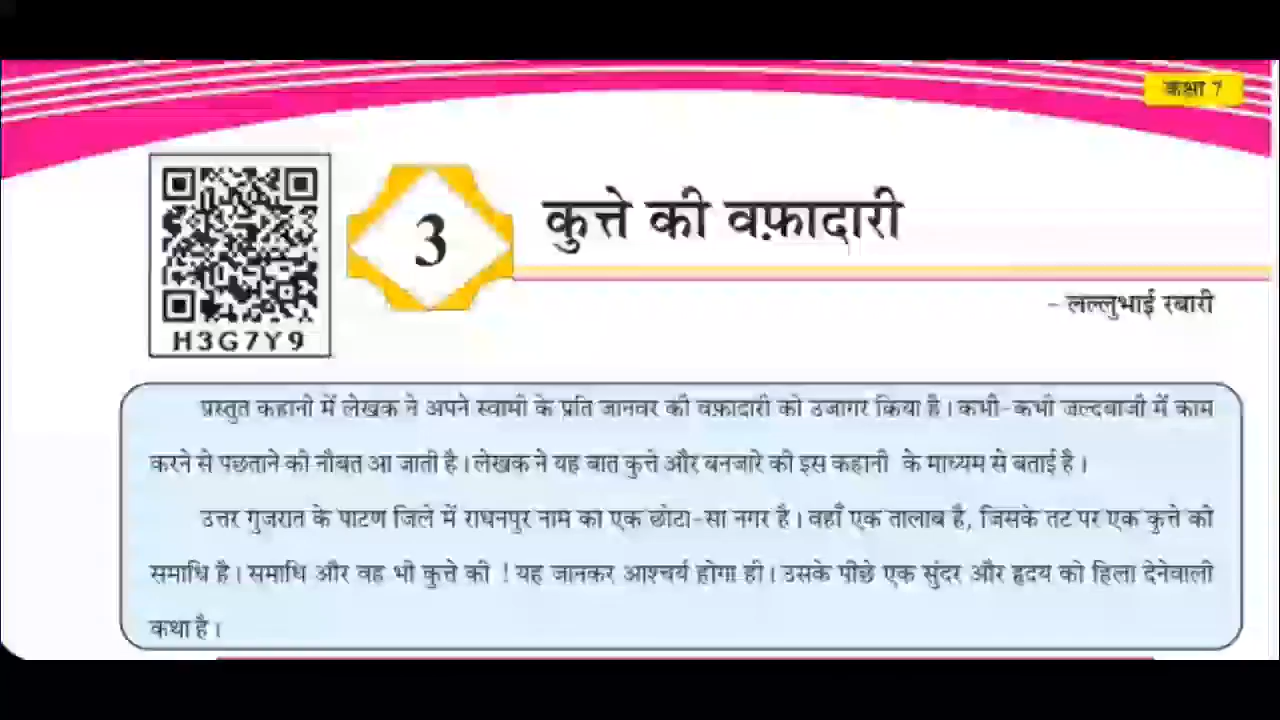 कक्षा 7
H3G7Y9
3
कुत्ते की वफ़ादारी
- लल्लुभाई रबारी
प्रस्तुत कहानी में लेखक ने अपने स्वामी के प्रति जानवर की वफ़ादारी को उजागर किया है। कभी-कभी जल्दबाजी में काम
करने से पछताने की नौबत आ जाती है। लेखक ने यह बात कुत्ते और बनजारे की इस कहानी के माध्यम से बताई है।
उत्तर गुजरात के पाटण जिले में राधनपुर नाम का एक छोटा-सा नगर है। वहाँ एक तालाब है, जिसके तट पर एक कुत्ते की
समाधि है। समाधि और वह भी कुत्ते की ! यह जानकर आश्चर्य होगा ही। उसके पीछे एक सुंदर और हृदय को हिला देनेवाली
कथा है।